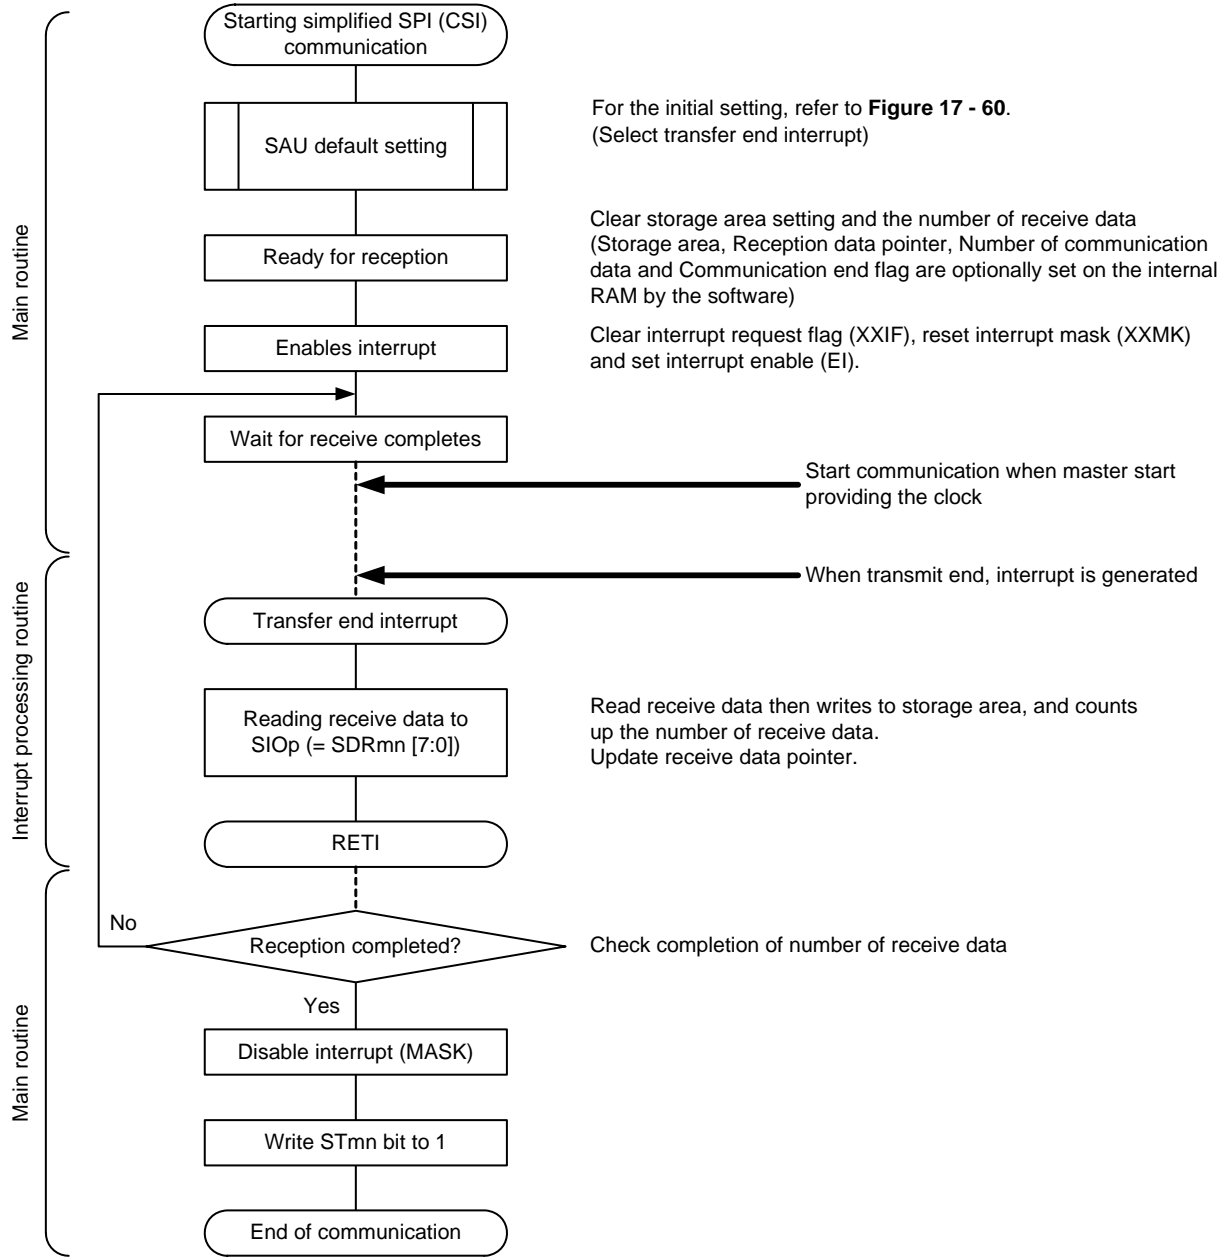 Starting simplified SPI (CSI)
communication
For the initial setting, refer to Figure 17 - 60.
(Select transfer end interrupt)
SAU default setting
Clear storage area setting and the number of receive data
(Storage area, Reception data pointer, Number of communication
data and Communication end flag are optionally set on the internal
RAM by the software)
Ready for reception
Main routine
Enables interrupt
Clear interrupt request flag (XXIF), reset interrupt mask (XXMK)
and set interrupt enable (EI).
Wait for receive completes
Start communication when master start
providing the clock
When transmit end, interrupt is generated
Transfer end interrupt
Interrupt processing routine
Reading receive data to
SIOp (= SDRmn [7:0])
Read receive data then writes to storage area, and counts
up the number of receive data.
Update receive data pointer.
RETI
No
Reception completed?
Check completion of number of receive data
Yes
Main routine
Disable interrupt (MASK)
Write STmn bit to 1
End of communication